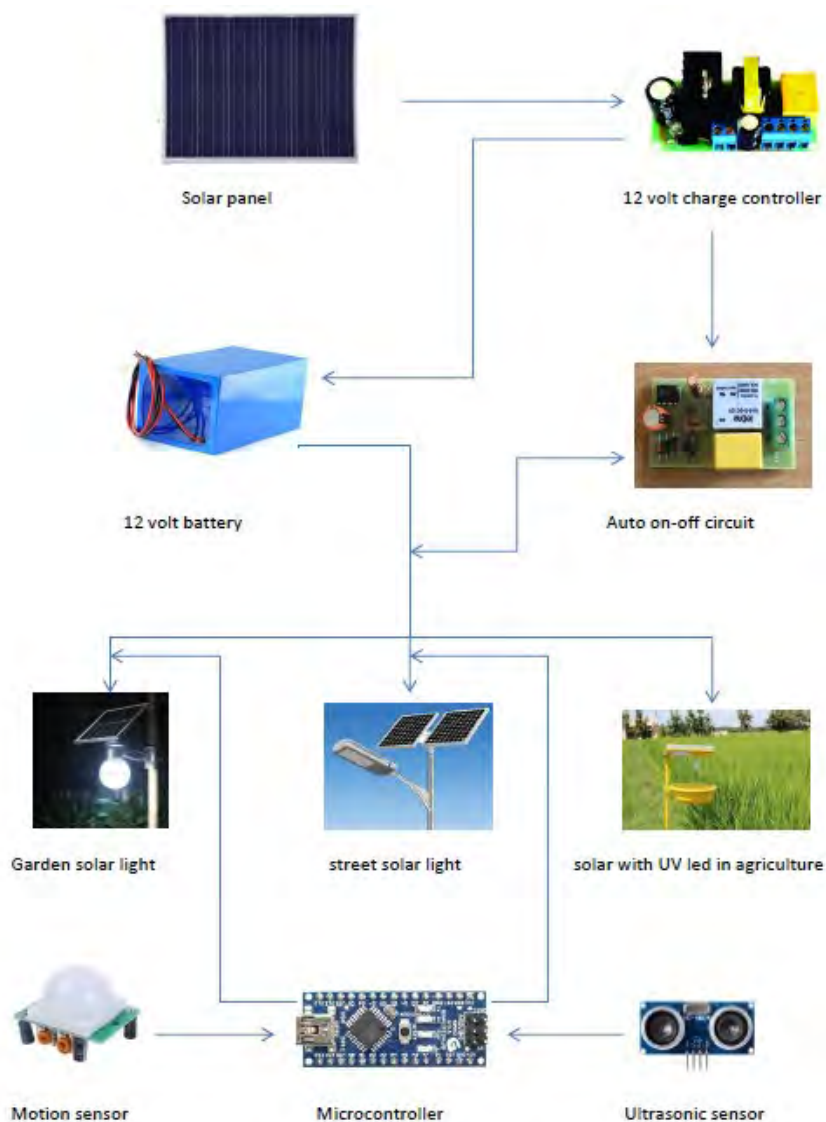 Solar panel
12 volt charge controller
12 volt battery
Auto on-off circuit
Garden solar light
street solar light
solar with UV led in agriculture
Motion sensor
Microcontroller
Ultrasonic sensor